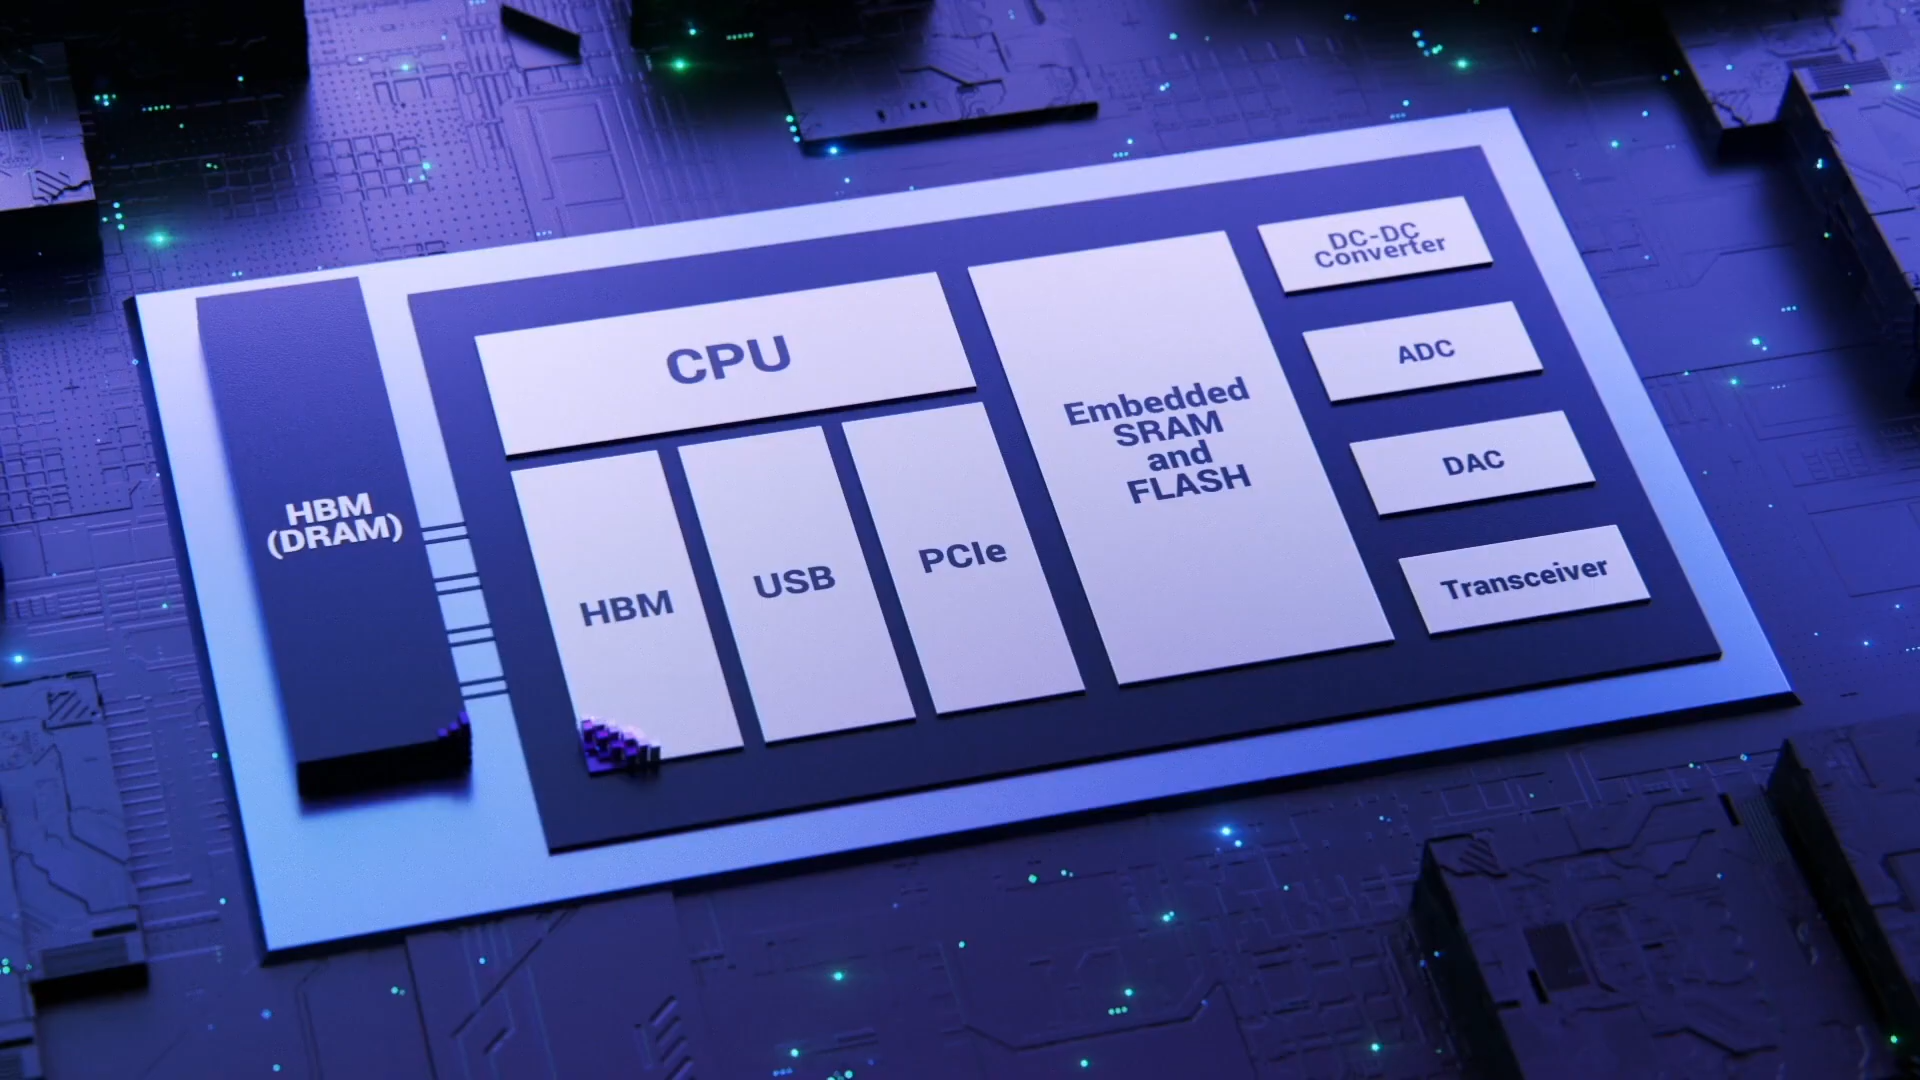 HBM
(DRAM)
CPU
HBM
USB
PCIe
Embedded
SRAM
and
FLASH
DC-DC
Converter
ADC
DAC
Transceiver